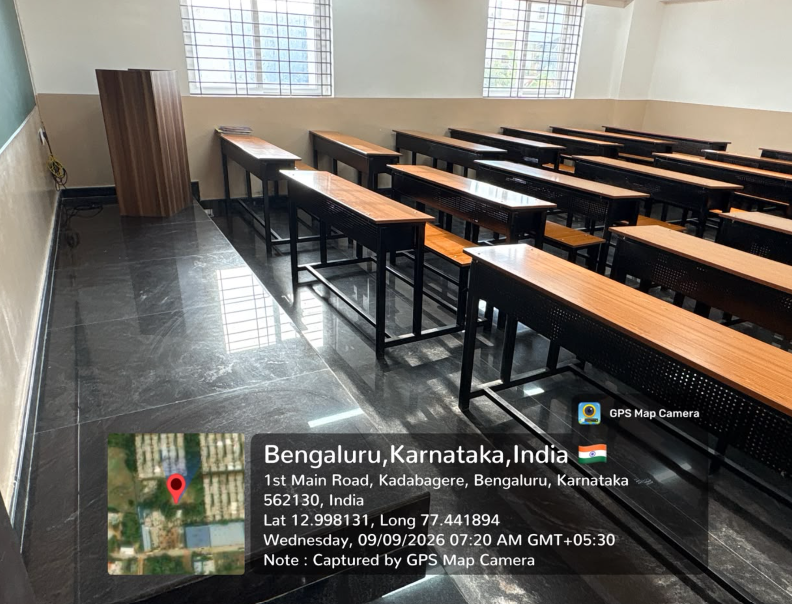 GPS Map Camera
Bengaluru,Karnataka,India
1st Main Road, Kadabagere, Bengaluru, Karnataka
562130, India
Lat 12.998131, Long 77.441894
Wednesday, 09/09/2026 07:20 AM GMT+05:30
Note : Captured by GPS Map Camera